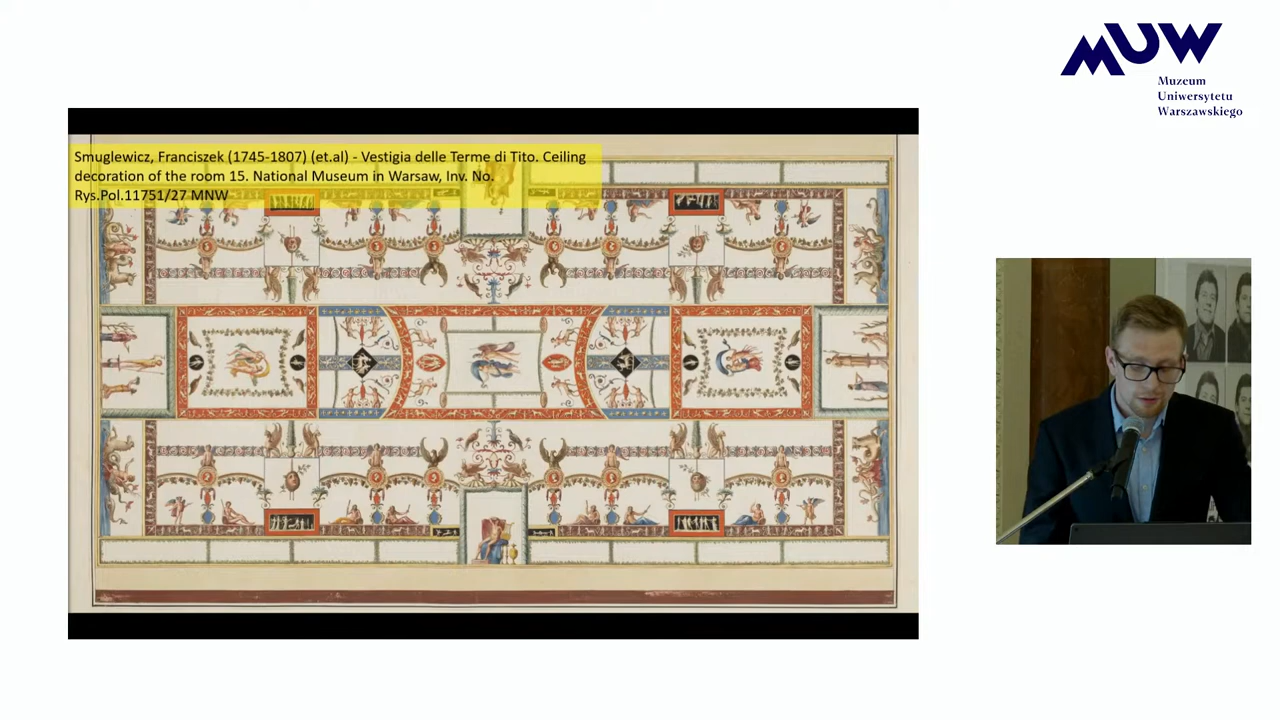 MUW
Muzeum
Uniwersytetu
Warszawskiego
Smuglewicz, Franciszek (1745-1807) (et.al) - Vestigia delle Terme di Tito. Ceiling
decoration of the room 15. National Museum in Warsaw, Inv. No.
Rys.Pol.11751/27 MNW